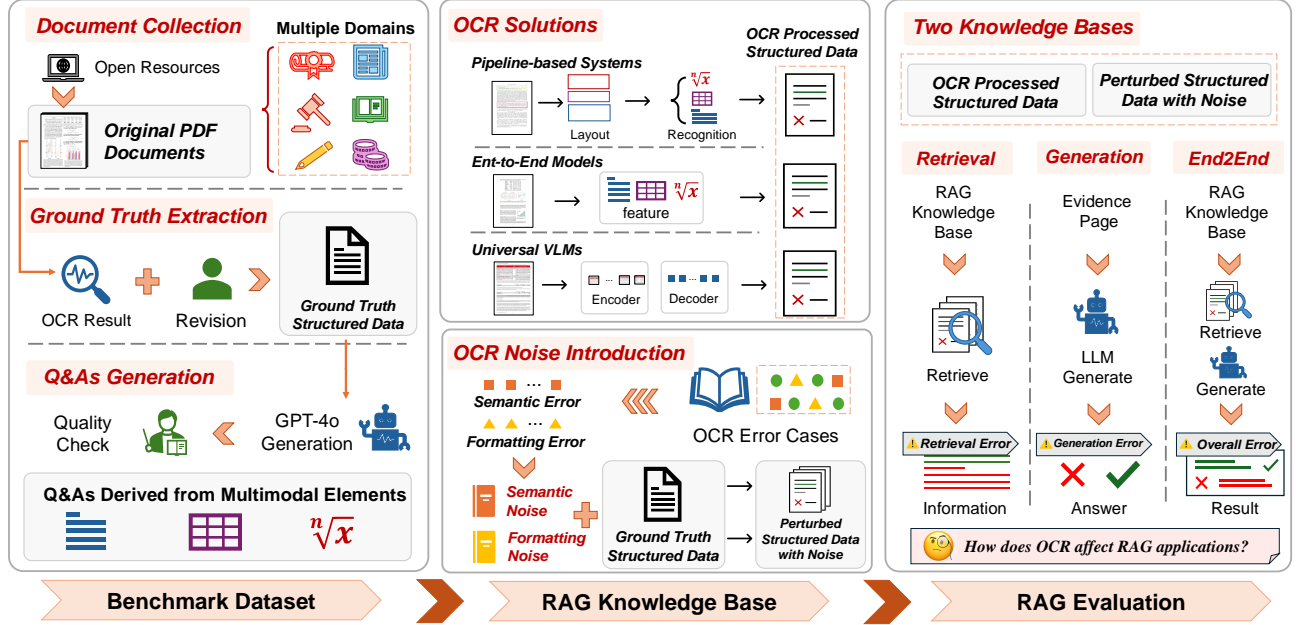 Document Collection
Multiple Domains
Open Resources
Original PDF
Documents
Ground Truth Extraction
OCR Result
Revision
Ground Truth
Structured Data
Q&As Generation
Quality
Check
GPT-4o
Generation
Q&As Derived from Multimodal Elements
n√x
Benchmark Dataset
OCR Solutions
OCR Processed
Structured Data
Pipeline-based Systems
n√x
Layout
Recognition
Ent-to-End Models
n√x
feature
Universal VLMs
...
...
Encoder
Decoder
OCR Noise Introduction
...
Semantic Error
...
Formatting Error
OCR Error Cases
Semantic
Noise
Formatting
Noise
Ground Truth
Structured Data
Perturbed
Structured Data
with Noise
RAG Knowledge Base
Two Knowledge Bases
OCR Processed
Structured Data
Perturbed Structured
Data with Noise
Retrieval
RAG
Knowledge
Base
Retrieve
Retrieval Error
Information
Generation
Evidence
Page
LLM
Generate
Generation Error
Answer
End2End
RAG
Knowledge
Base
Retrieve
Generate
Overall Error
Result
How does OCR affect RAG applications?
RAG Evaluation